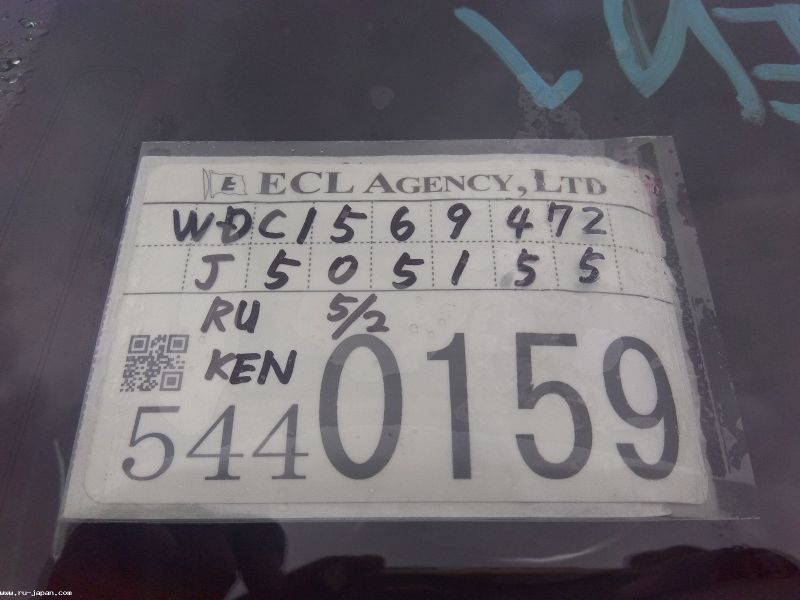 E ECL AGENCY, LTD
WDC1569472
J505155
RU 5/2
KEN
5440159
www.ru-japan.com